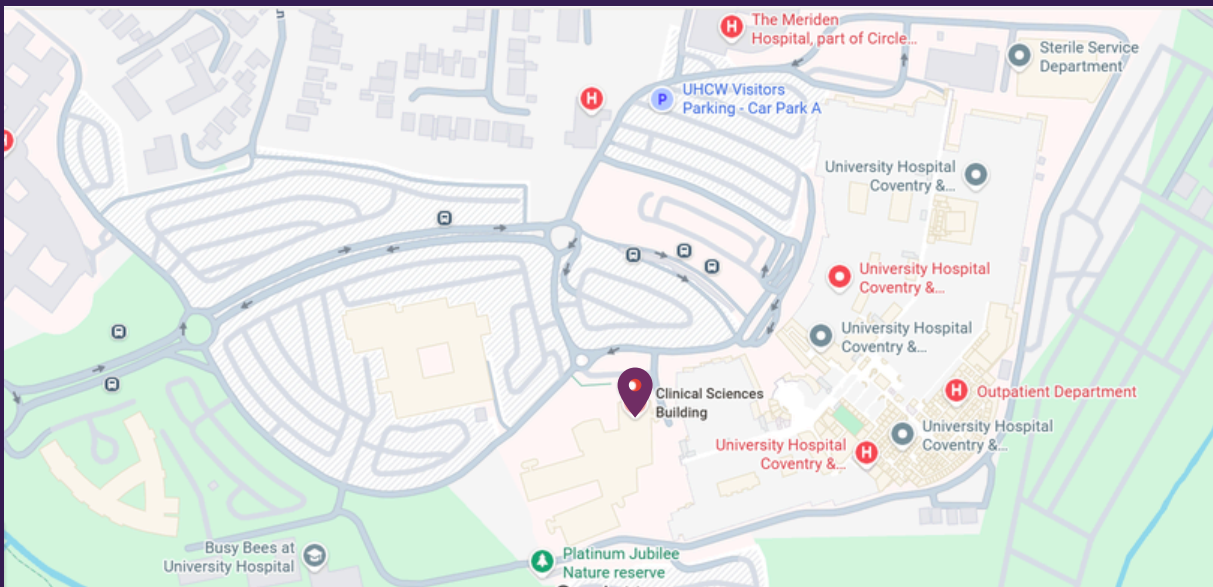 The Meriden
Hospital, part of Circle...
H
Sterile Service
Department
UHCW Visitors
Parking - Car Park A
P
H
H
University Hospital
Coventry &...
University Hospital
Coventry &...
University Hospital
Coventry &...
Clinical Sciences
Building
H
Outpatient Department
University Hospital
Coventry &...
University Hospital
Coventry &...
H
Busy Bees at
University Hospital
Platinum Jubilee
Nature reserve